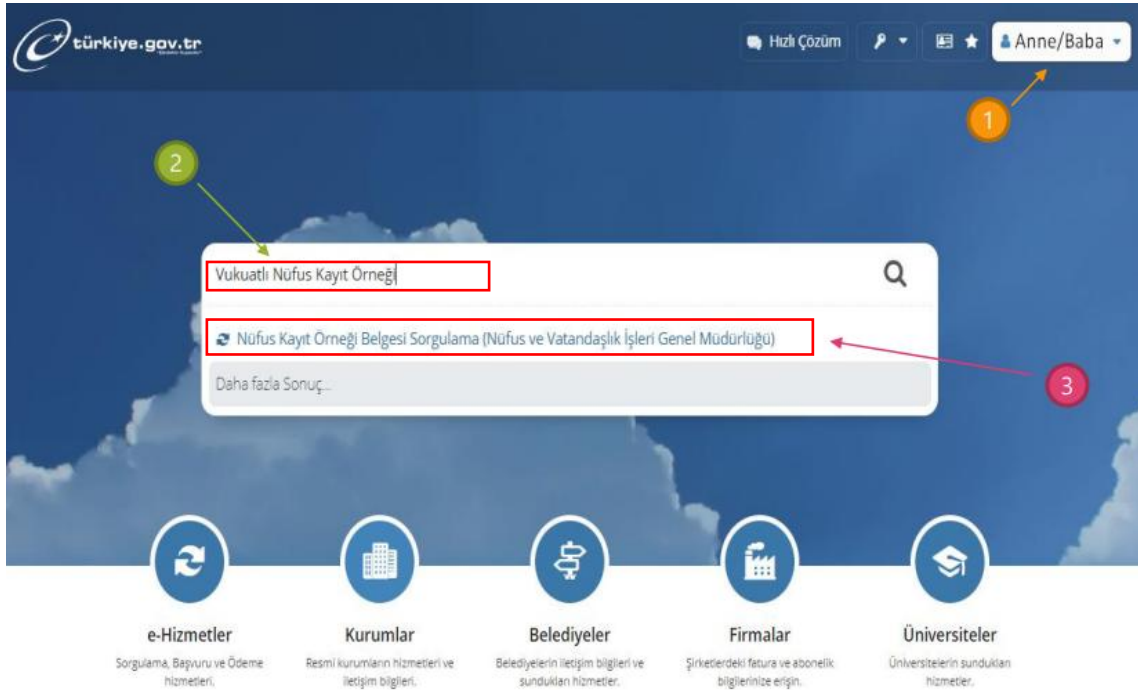 türkiye.gov.tr
Hızlı Çözüm
Anne/Baba
1
2
Vukuatlı Nüfus Kayıt Örneği
Nüfus Kayıt Örneği Belgesi Sorgulama (Nüfus ve Vatandaşlık İşleri Genel Müdürlüğü)
Daha fazla Sonuç...
3
e-Hizmetler
Sorgulama, Başvuru ve Ödeme
hizmetleri.
Kurumlar
Resmi kurumların hizmetleri ve
iletişim bilgileri.
Belediyeler
Belediyelerin iletişim bilgileri ve
sundukları hizmetler.
Firmalar
Şirketlerdeki fatura ve abonelik
bilgilerinize erişin.
Üniversiteler
Üniversitelerin sundukları
hizmetler.